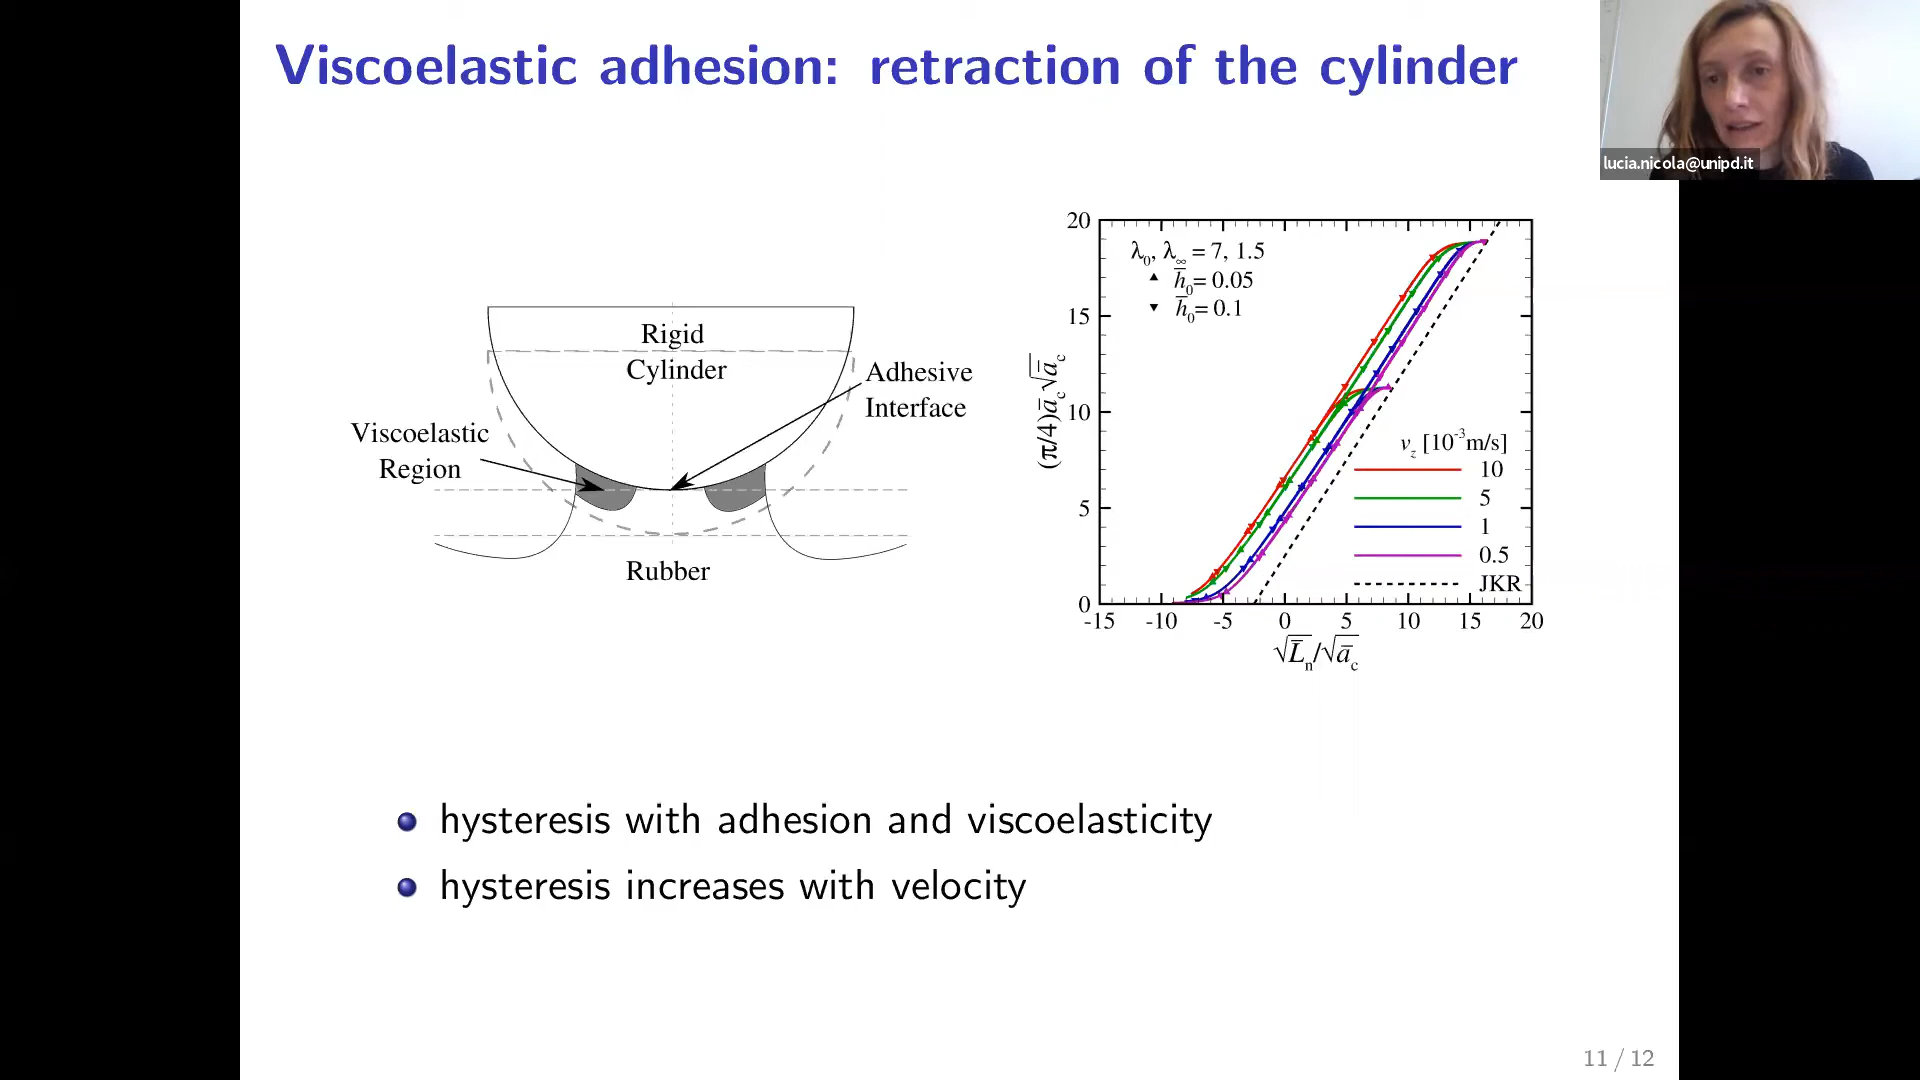 Viscoelastic adhesion: retraction of the cylinder
lucia.nicola@unipd.it
Rigid
Cylinder
Adhesive
Interface
Viscoelastic
Region
Rubber
20
15
10
5
0
(π/4)a̅c√a̅c
λ0, λ∞ = 7, 1.5
▲ h̅0= 0.05
▼ h̅0= 0.1
vz [10-3m/s]
10
5
1
0.5
JKR
-15 -10 -5 0 5 10 15 20
√L̅n/√a̅c
hysteresis with adhesion and viscoelasticity
hysteresis increases with velocity
11 / 12